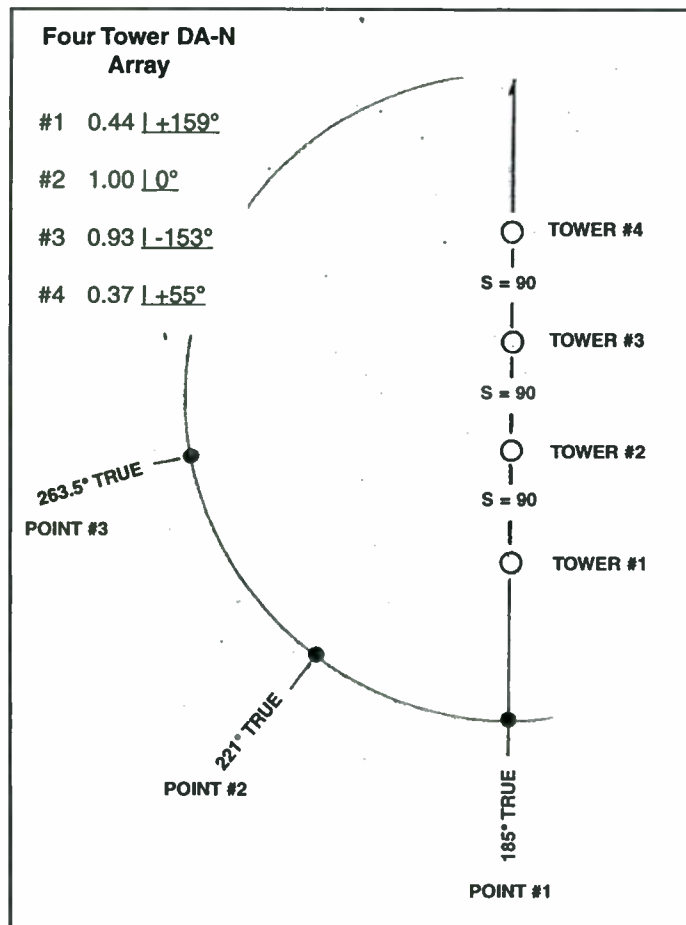 Four Tower DA-N
Array
#1 0.44 | +159°
#2 1.00 | 0°
#3 0.93 | -153°
#4 0.37 | +55°
TOWER #4
S = 90
TOWER #3
S = 90
TOWER #2
S = 90
TOWER #1
263.5° TRUE
POINT #3
221° TRUE
POINT #2
185° TRUE
POINT #1